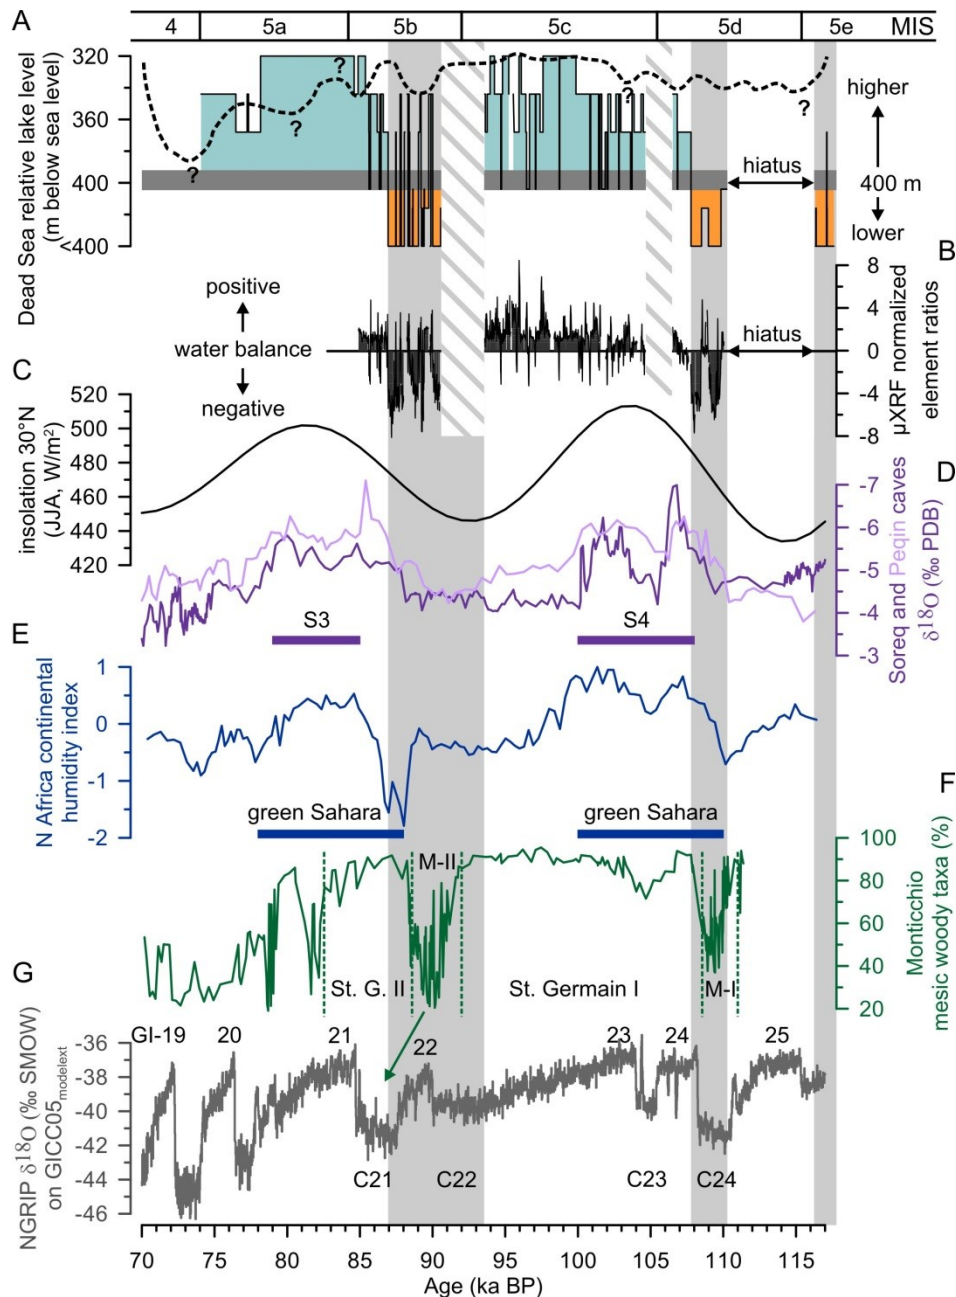 A
4 5a 5b 5c 5d 5e MIS
Dead Sea relative lake level
(m below sea level)
320
360
400
<400
?
?
?
?
?
hiatus
higher
400 m
lower
B
positive
water balance
negative
hiatus
8
4
0
-4
-8
µXRF normalized
element ratios
C
insolation 30°N
(JJA, W/m²)
520
500
480
460
440
420
D
-7
-6
-5
-4
-3
Soreq and Peqin caves
δ¹⁸O (‰ PDB)
S3
S4
E
N Africa continental
humidity index
1
0
-1
-2
green Sahara
green Sahara
F
100
80
60
40
20
Monticchio
mesic woody taxa (%)
M-II
St. G. II
St. Germain I
M-I
G
NGRIP δ¹⁸O (‰ SMOW)
on GICC05modelext
-36
-38
-40
-42
-44
-46
GI-19 20 21 22 23 24 25
C21 C22 C23 C24
70 75 80 85 90 95 100 105 110 115
Age (ka BP)